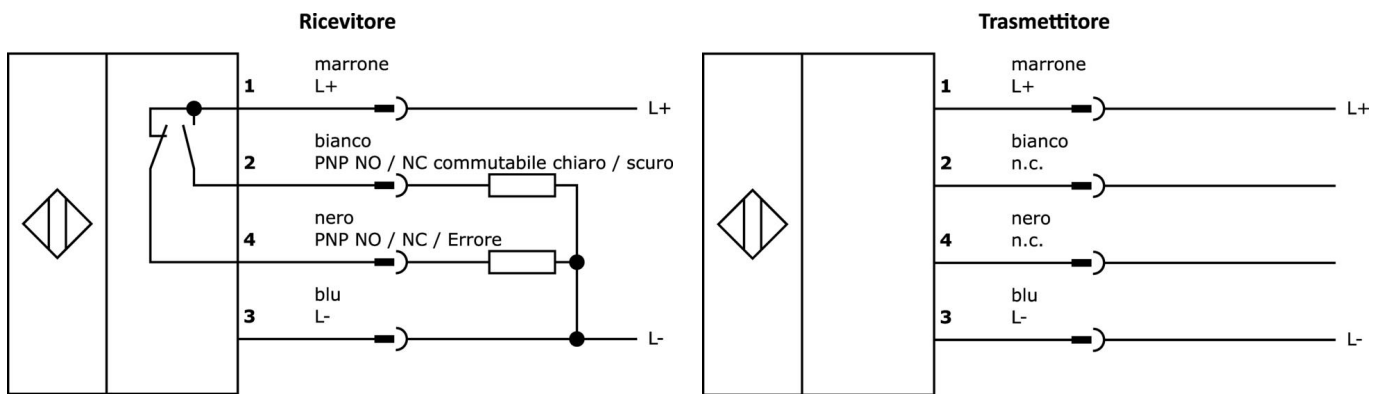 Ricevitore
marrone
1 L+ L+
bianco
2 PNP NO / NC commutabile chiaro / scuro
nero
4 PNP NO / NC / Errore
blu
3 L- L-
Trasmettitore
marrone
1 L+ L+
bianco
2 n.c.
nero
4 n.c.
blu
3 L- L-